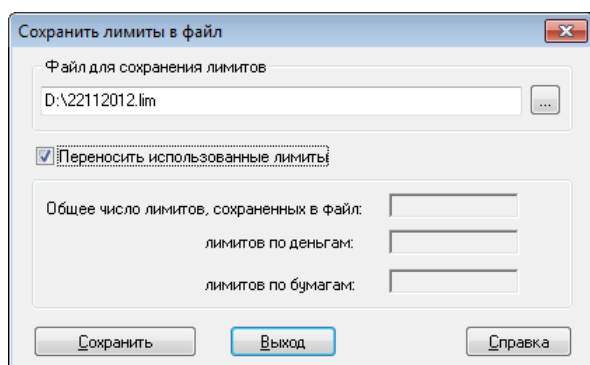 Сохранить лимиты в файл
Файл для сохранения лимитов
D:\22112012.lim
...
Переносить использованные лимиты
Общее число лимитов, сохраненных в файл:
лимитов по деньгам:
лимитов по бумагам:
Сохранить Выход Справка